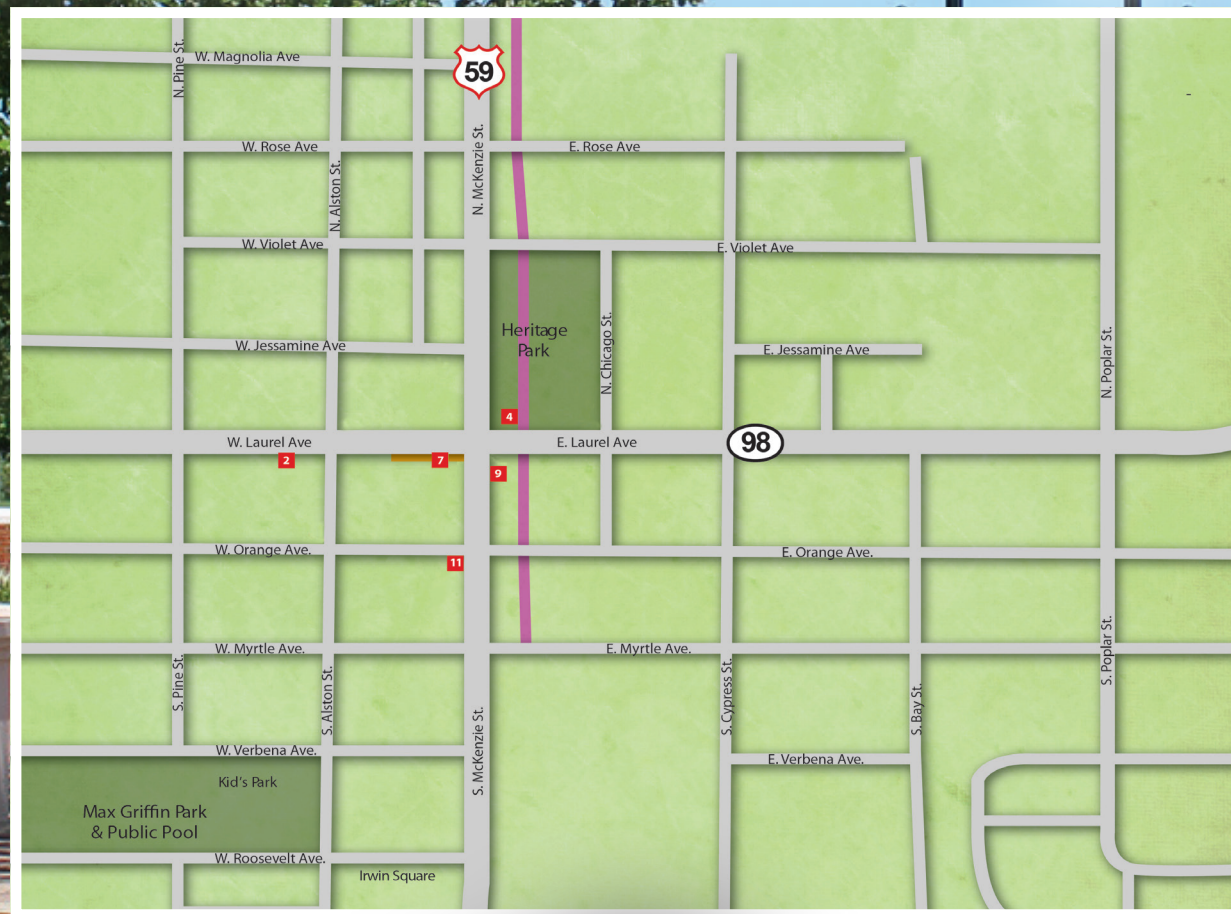 W. Magnolia Ave
N. Pine St.
59
W. Rose Ave
E. Rose Ave
N. Alston St.
N. McKenzie St.
W. Violet Ave
E. Violet Ave
Heritage
Park
N. Chicago St.
W. Jessamine Ave
E. Jessamine Ave
N. Poplar St.
4
W. Laurel Ave
E. Laurel Ave
98
2
7
9
W. Orange Ave.
E. Orange Ave.
11
W. Myrtle Ave.
E. Myrtle Ave.
S. Pine St.
S. Alston St.
S. McKenzie St.
S. Cypress St.
S. Bay St.
S. Poplar St.
W. Verbena Ave.
E. Verbena Ave.
Kid's Park
Max Griffin Park
& Public Pool
W. Roosevelt Ave.
Irwin Square